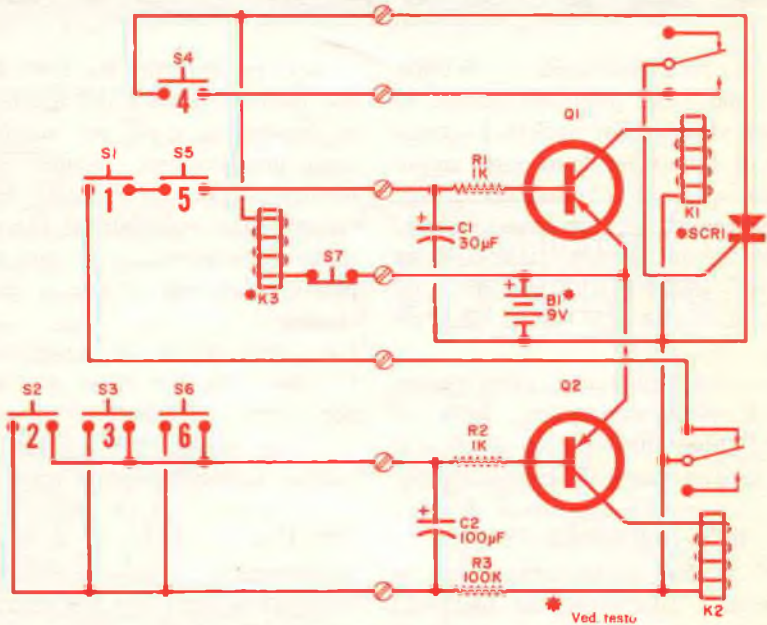 S4
4
Q1
S1
S5
1
5
R1
1K
K1
*SCR1
+
C1
30µF
S7
*K3
+
B1*
9V
S2
S3
S6
2
3
6
Q2
R2
1K
+
C2
100µF
R3
100K
K2
* Ved. testo